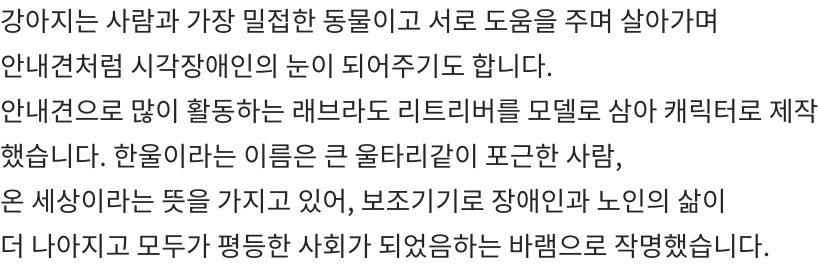 강아지는 사람과 가장 밀접한 동물이고 서로 도움을 주며 살아가며
안내견처럼 시각장애인의 눈이 되어주기도 합니다.
안내견으로 많이 활동하는 래브라도 리트리버를 모델로 삼아 캐릭터로 제작
했습니다. 한울이라는 이름은 큰 울타리같이 포근한 사람,
온 세상이라는 뜻을 가지고 있어, 보조기기로 장애인과 노인의 삶이
더 나아지고 모두가 평등한 사회가 되었음하는 바램으로 작명했습니다.